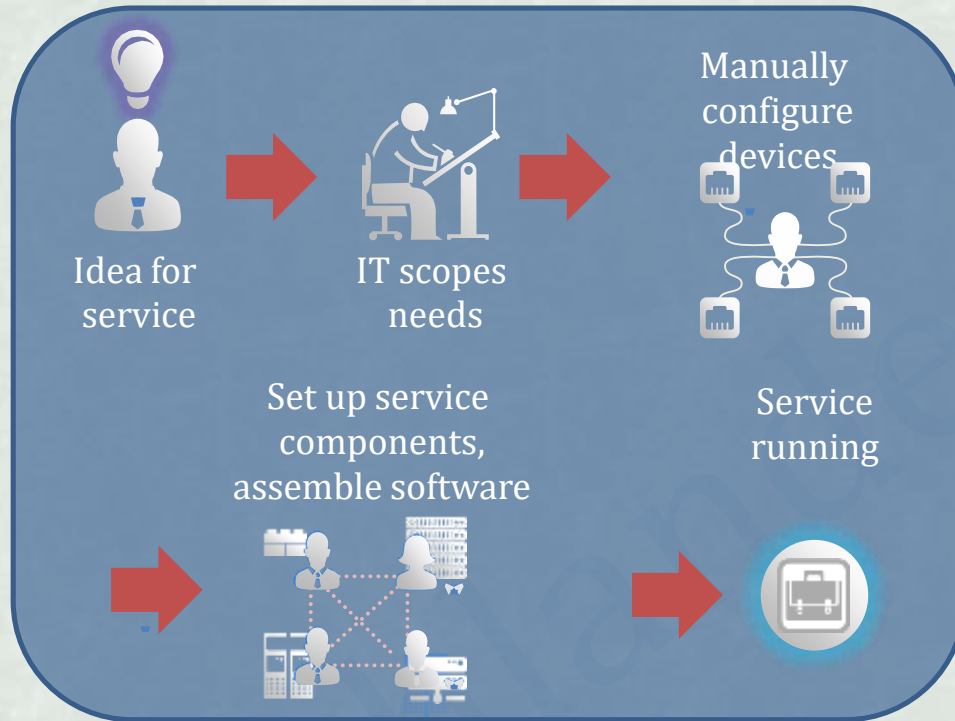 Idea for
service
IT scopes
needs
Manually
configure
devices
Set up service
components,
assemble software
Service
running